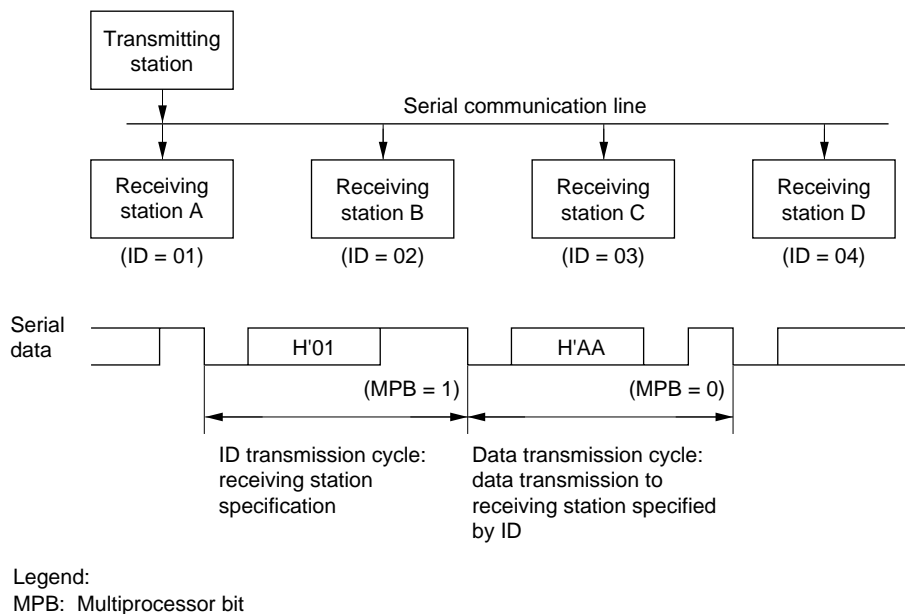 Transmitting
station
Serial communication line
Receiving
station A
Receiving
station B
Receiving
station C
Receiving
station D
(ID = 01)
(ID = 02)
(ID = 03)
(ID = 04)
Serial
data
H'01
H'AA
(MPB = 1)
(MPB = 0)
ID transmission cycle:
receiving station
specification
Data transmission cycle:
data transmission to
receiving station specified
by ID
Legend:
MPB: Multiprocessor bit